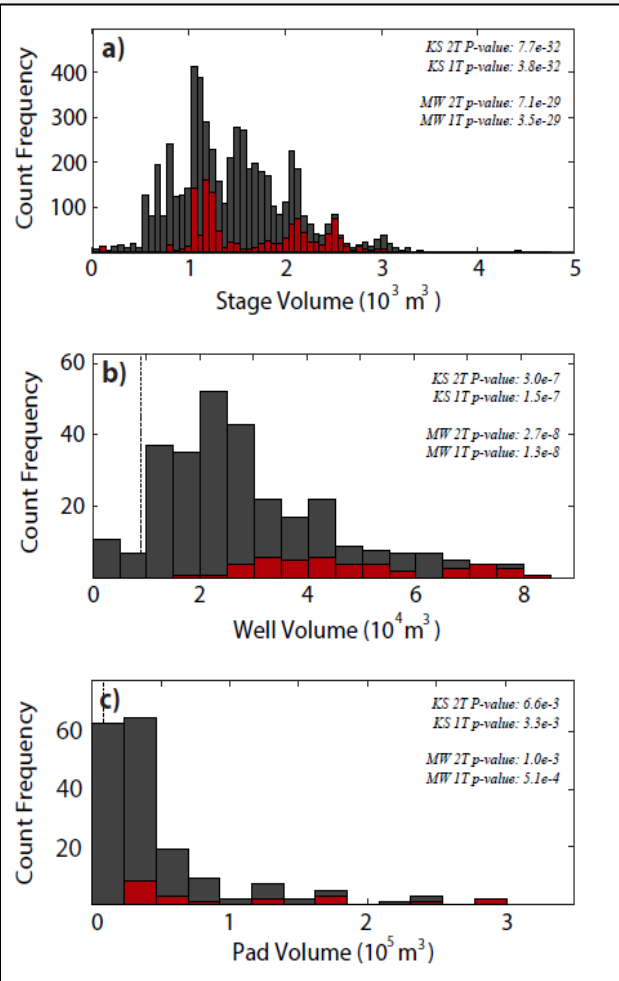 a)
KS 2T P-value: 7.7e-32
KS 1T p-value: 3.8e-32
MW 2T p-value: 7.1e-29
MW 1T p-value: 3.5e-29
Count Frequency
400
300
200
100
0 1 2 3 4 5
Stage Volume (10³ m³)
b)
KS 2T P-value: 3.0e-7
KS 1T p-value: 1.5e-7
MW 2T p-value: 2.7e-8
MW 1T p-value: 1.3e-8
Count Frequency
60
40
20
0 2 4 6 8
Well Volume (10⁴ m³)
c)
KS 2T P-value: 6.6e-3
KS 1T p-value: 3.3e-3
MW 2T p-value: 1.0e-3
MW 1T p-value: 5.1e-4
Count Frequency
60
40
20
0 1 2 3
Pad Volume (10⁵ m³)